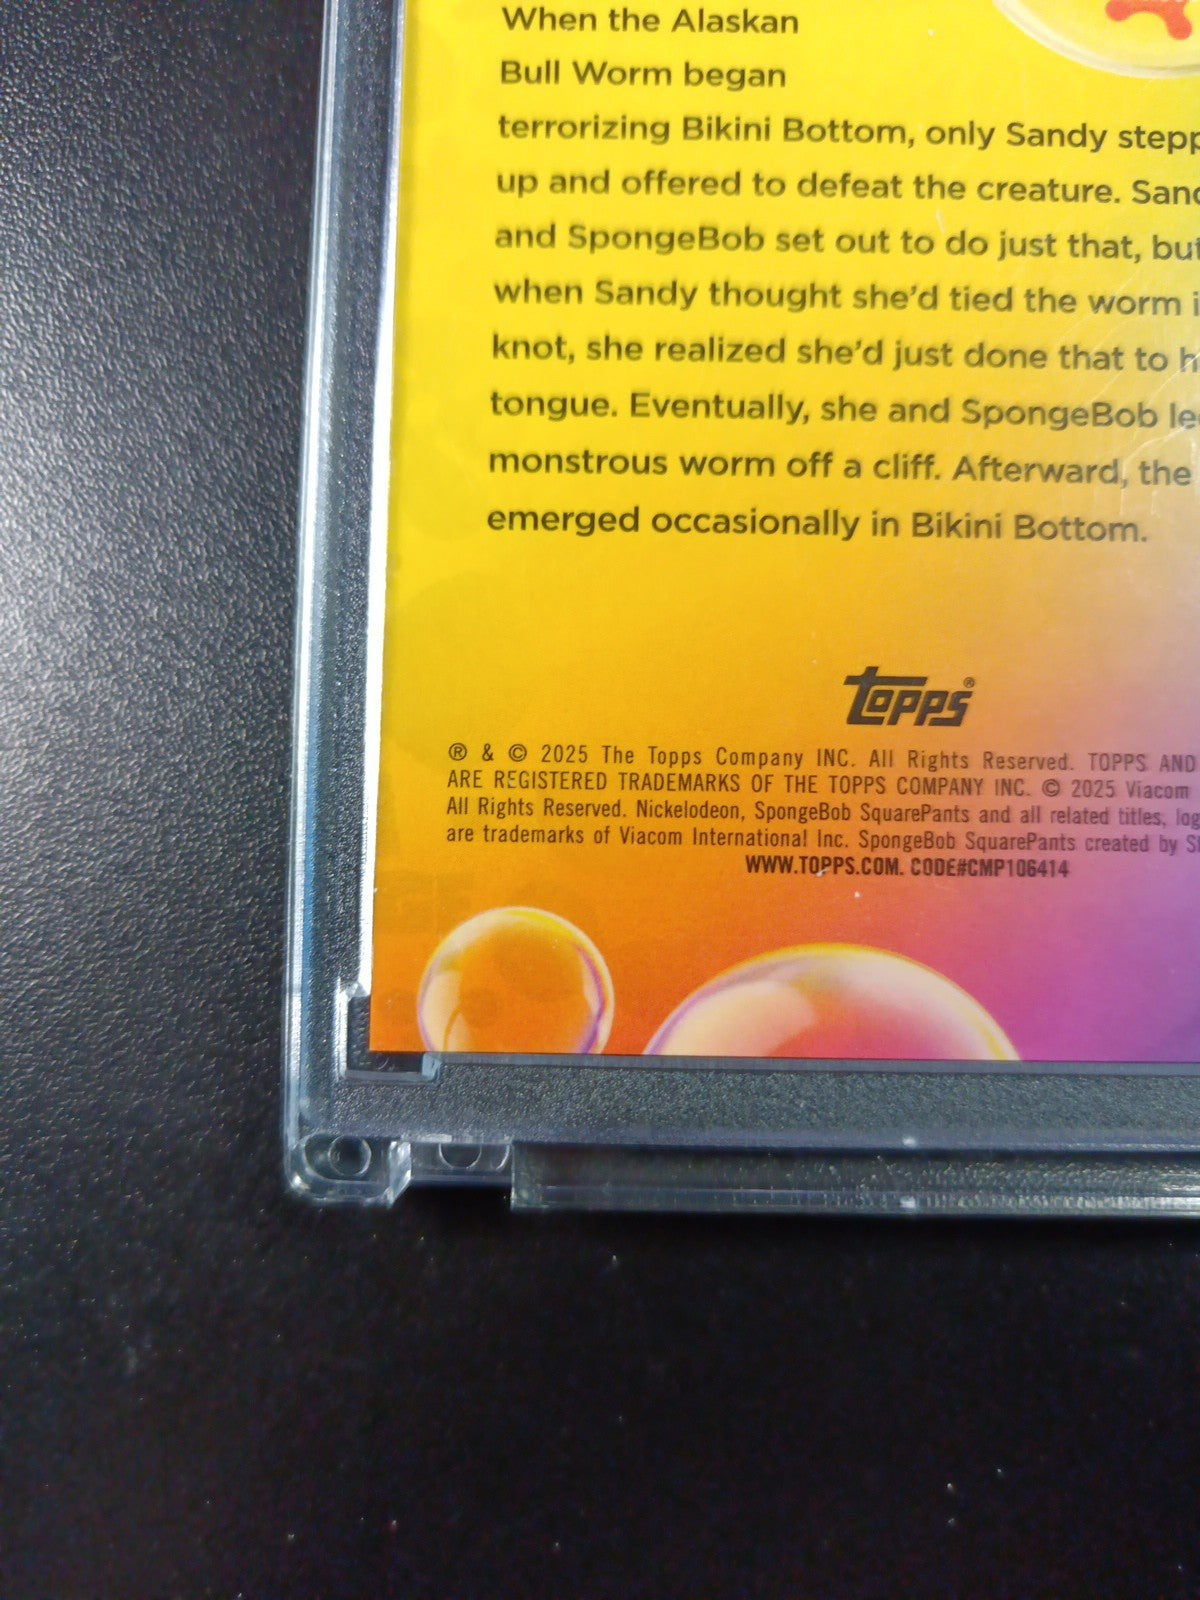 When the Alaskan
Bull Worm began
terrorizing Bikini Bottom, only Sandy
up and offered to defeat the creature.
and SpongeBob set out to do just that, but
when Sandy thought she'd tied the worm
knot, she realized she'd just done that to
tongue. Eventually, she and SpongeBob
monstrous worm off a cliff. Afterward, the
emerged occasionally in Bikini Bottom.
TOPPS®
® & © 2025 The Topps Company INC. All Rights Reserved. TOPPS AND
ARE REGISTERED TRADEMARKS OF THE TOPPS COMPANY INC. © 2025 Viacom
All Rights Reserved. Nickelodeon, SpongeBob SquarePants and all related titles,
are trademarks of Viacom International Inc. SpongeBob SquarePants created by
WWW.TOPPS.COM. CODE#CMP106414